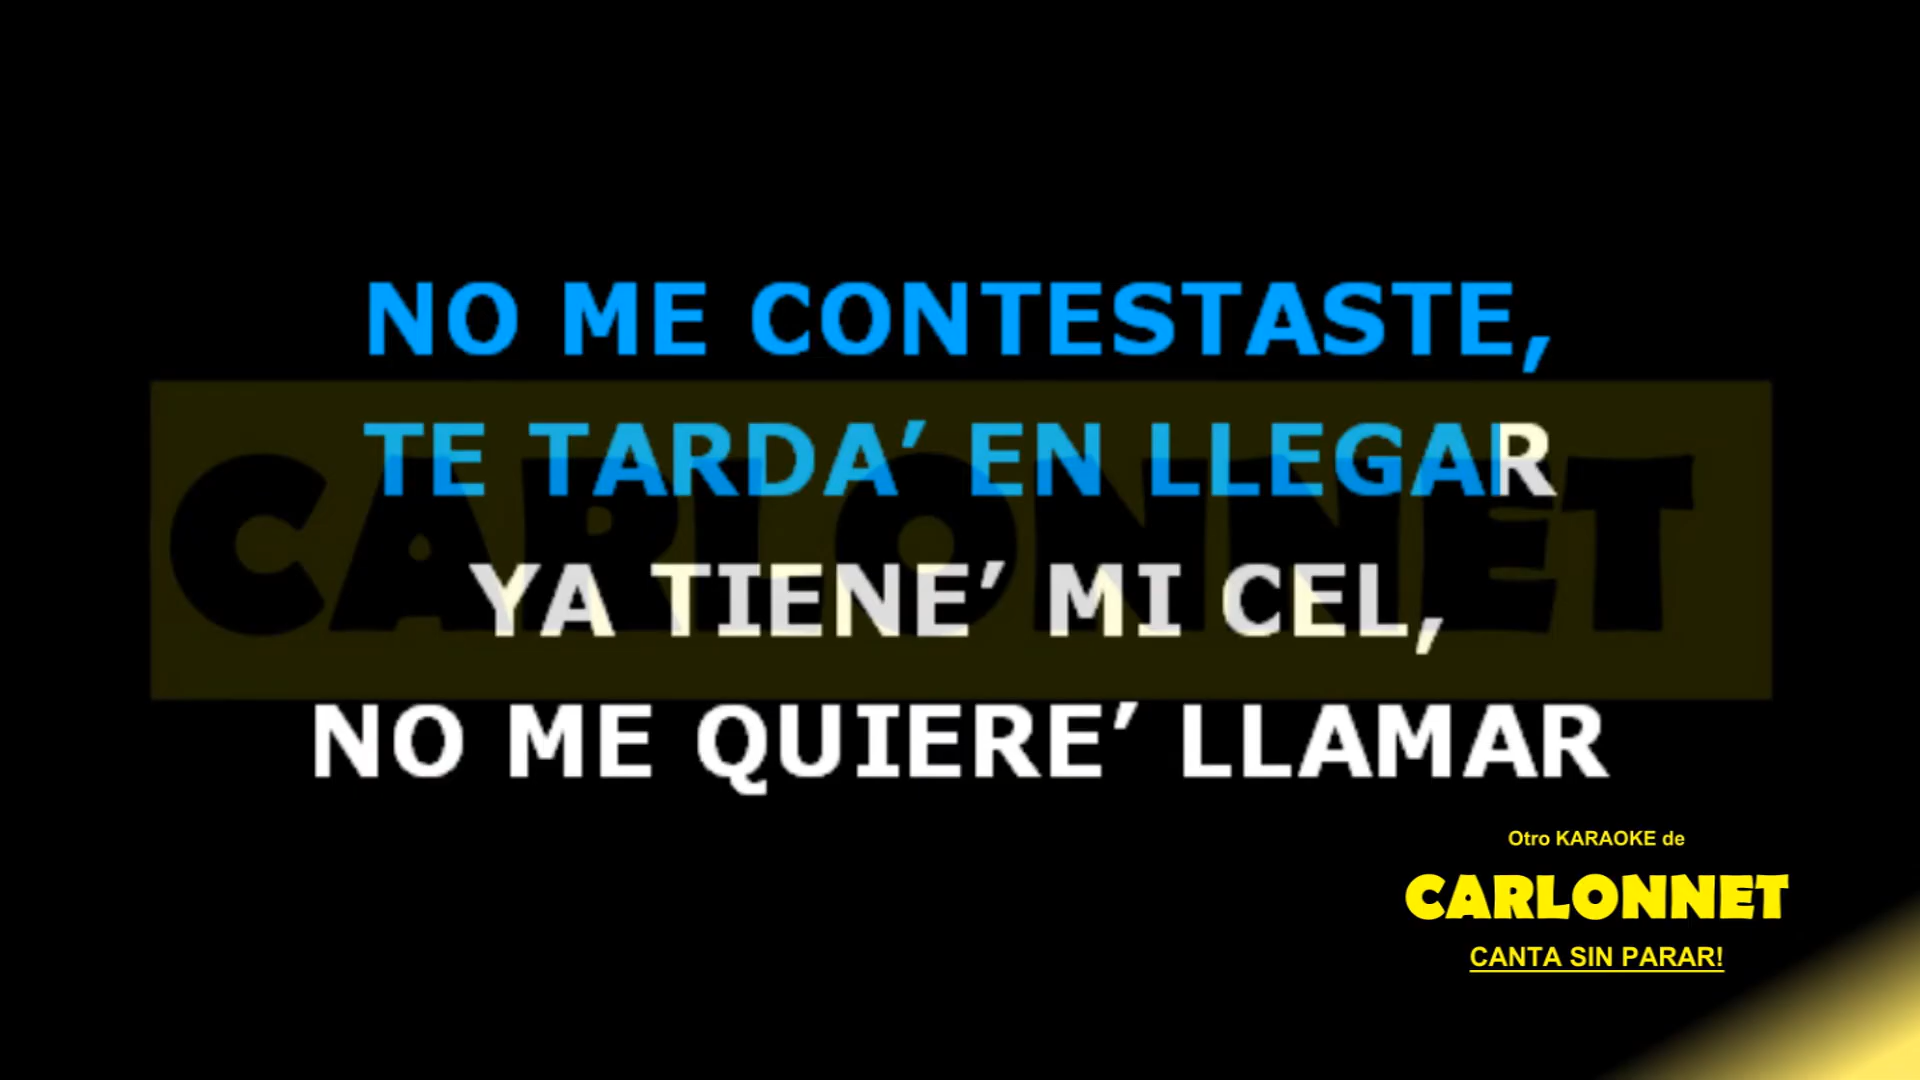 NO ME CONTESTASTE,
TE TARDA’ EN LLEGAR
YA TIENE’ MI CEL,
NO ME QUIERE’ LLAMAR
CARLONNET
Otro KARAOKE de
CARLONNET
CANTA SIN PARAR!